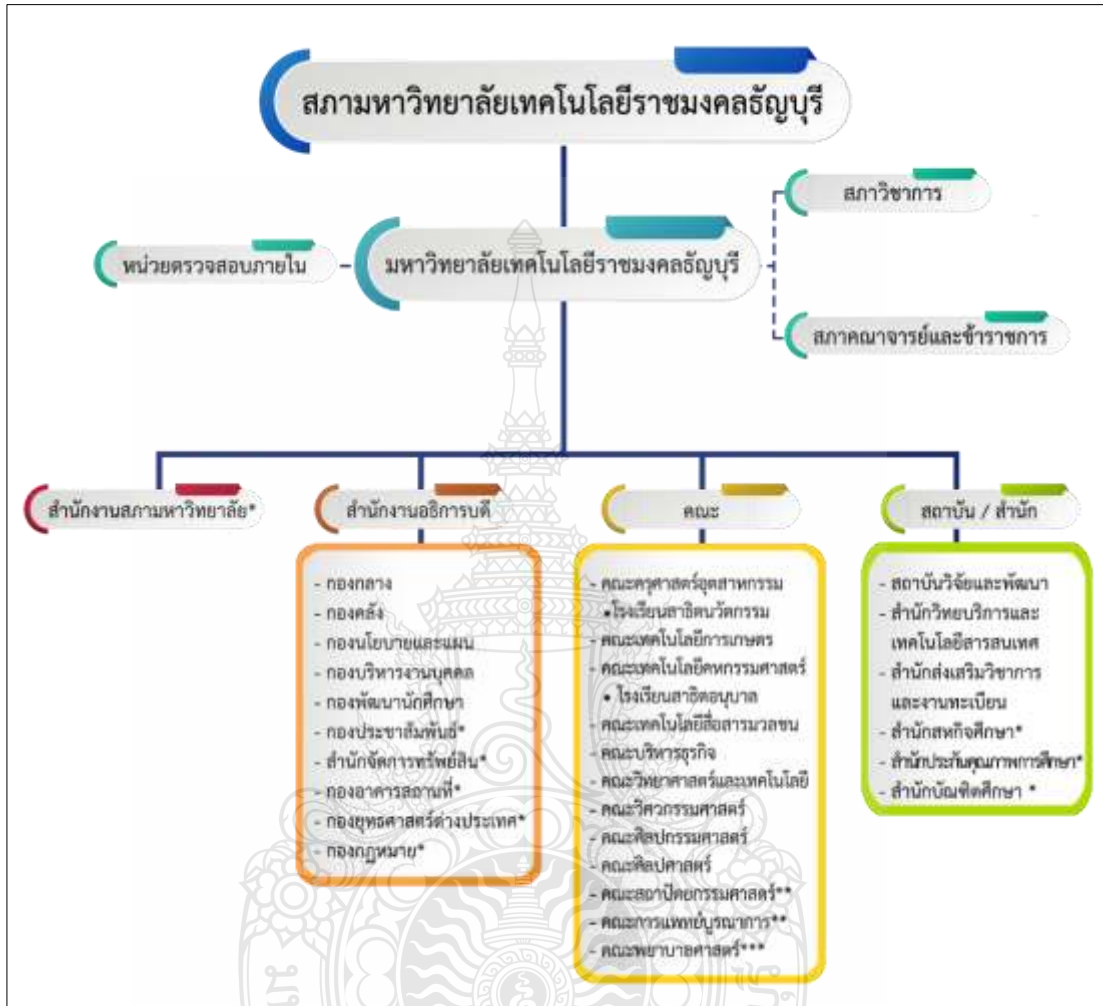 สภามหาวิทยาลัยเทคโนโลยีราชมงคลธัญบุรี
สภาวิชาการ
หน่วยตรวจสอบภายใน
มหาวิทยาลัยเทคโนโลยีราชมงคลธัญบุรี
สภาคณาจารย์และข้าราชการ
สำนักงานสภามหาวิทยาลัย*
สำนักงานอธิการบดี
- กองกลาง
- กองคลัง
- กองนโยบายและแผน
- กองบริหารงานบุคคล
- กองพัฒนานักศึกษา
- กองประชาสัมพันธ์*
- สำนักจัดการทรัพย์สิน*
- กองอาคารสถานที่*
- กองยุทธศาสตร์ต่างประเทศ*
- กองกฎหมาย*
คณะ
- คณะครุศาสตร์อุตสาหกรรม
•โรงเรียนสาธิตนวัตกรรม
- คณะเทคโนโลยีการเกษตร
- คณะเทคโนโลยีคหกรรมศาสตร์
• โรงเรียนสาธิตอนุบาล
- คณะเทคโนโลยีสื่อสารมวลชน
- คณะบริหารธุรกิจ
- คณะวิทยาศาสตร์และเทคโนโลยี
- คณะวิศวกรรมศาสตร์
- คณะศิลปกรรมศาสตร์
- คณะศิลปศาสตร์
- คณะสถาปัตยกรรมศาสตร์**
- คณะการแพทย์บูรณาการ**
- คณะพยาบาลศาสตร์***
สถาบัน / สำนัก
- สถาบันวิจัยและพัฒนา
- สำนักวิทยบริการและ
เทคโนโลยีสารสนเทศ
- สำนักส่งเสริมวิชาการ
และงานทะเบียน
- สำนักสหกิจศึกษา*
- สำนักประกันคุณภาพการศึกษา*
- สำนักบัณฑิตศึกษา *